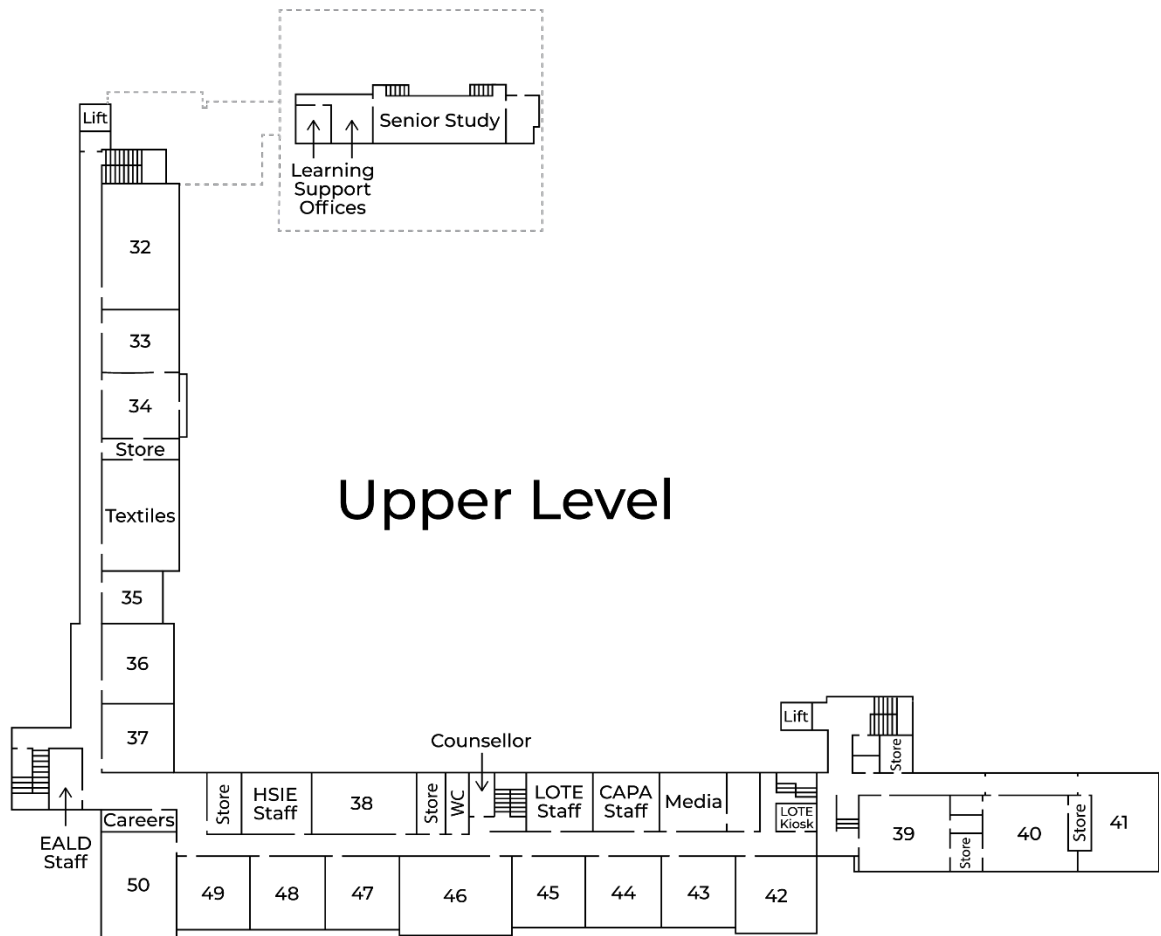 Lift
Senior Study
Learning
Support
Offices
32
33
34
Store
Textiles
Upper Level
35
36
37
Lift
Counsellor
Store
Store
HSIE
Staff
38
Store
WC
LOTE
Staff
CAPA
Staff
Media
LOTE
Kiosk
39
Store
40
Store
41
Careers
EALD
Staff
50
49
48
47
46
45
44
43
42